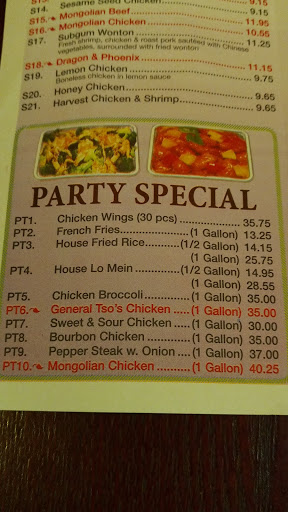 S14. Sesame Seed Chicken 9.15
S15. Mongolian Beef 11.95
S16. Mongolian Chicken 10.55
S17. Subgum Wonton 11.25
Fresh shrimp, chicken & roast pork sauteed with Chinese
vegetables, surrounded with fried wonton
S18. Dragon & Phoenix 11.15
S19. Lemon Chicken 9.75
Boneless chicken in lemon sauce
S20. Honey Chicken 9.65
S21. Harvest Chicken & Shrimp 9.65
PARTY SPECIAL
PT1. Chicken Wings (30 pcs) 35.75
PT2. French Fries (1 Gallon) 13.25
PT3. House Fried Rice (1/2 Gallon) 14.15
(1 Gallon) 25.75
PT4. House Lo Mein (1/2 Gallon) 14.95
(1 Gallon) 28.55
PT5. Chicken Broccoli (1 Gallon) 35.00
PT6. General Tso's Chicken (1 Gallon) 35.00
PT7. Sweet & Sour Chicken (1 Gallon) 30.00
PT8. Bourbon Chicken (1 Gallon) 35.00
PT9. Pepper Steak w. Onion (1 Gallon) 37.00
PT10. Mongolian Chicken (1 Gallon) 40.25